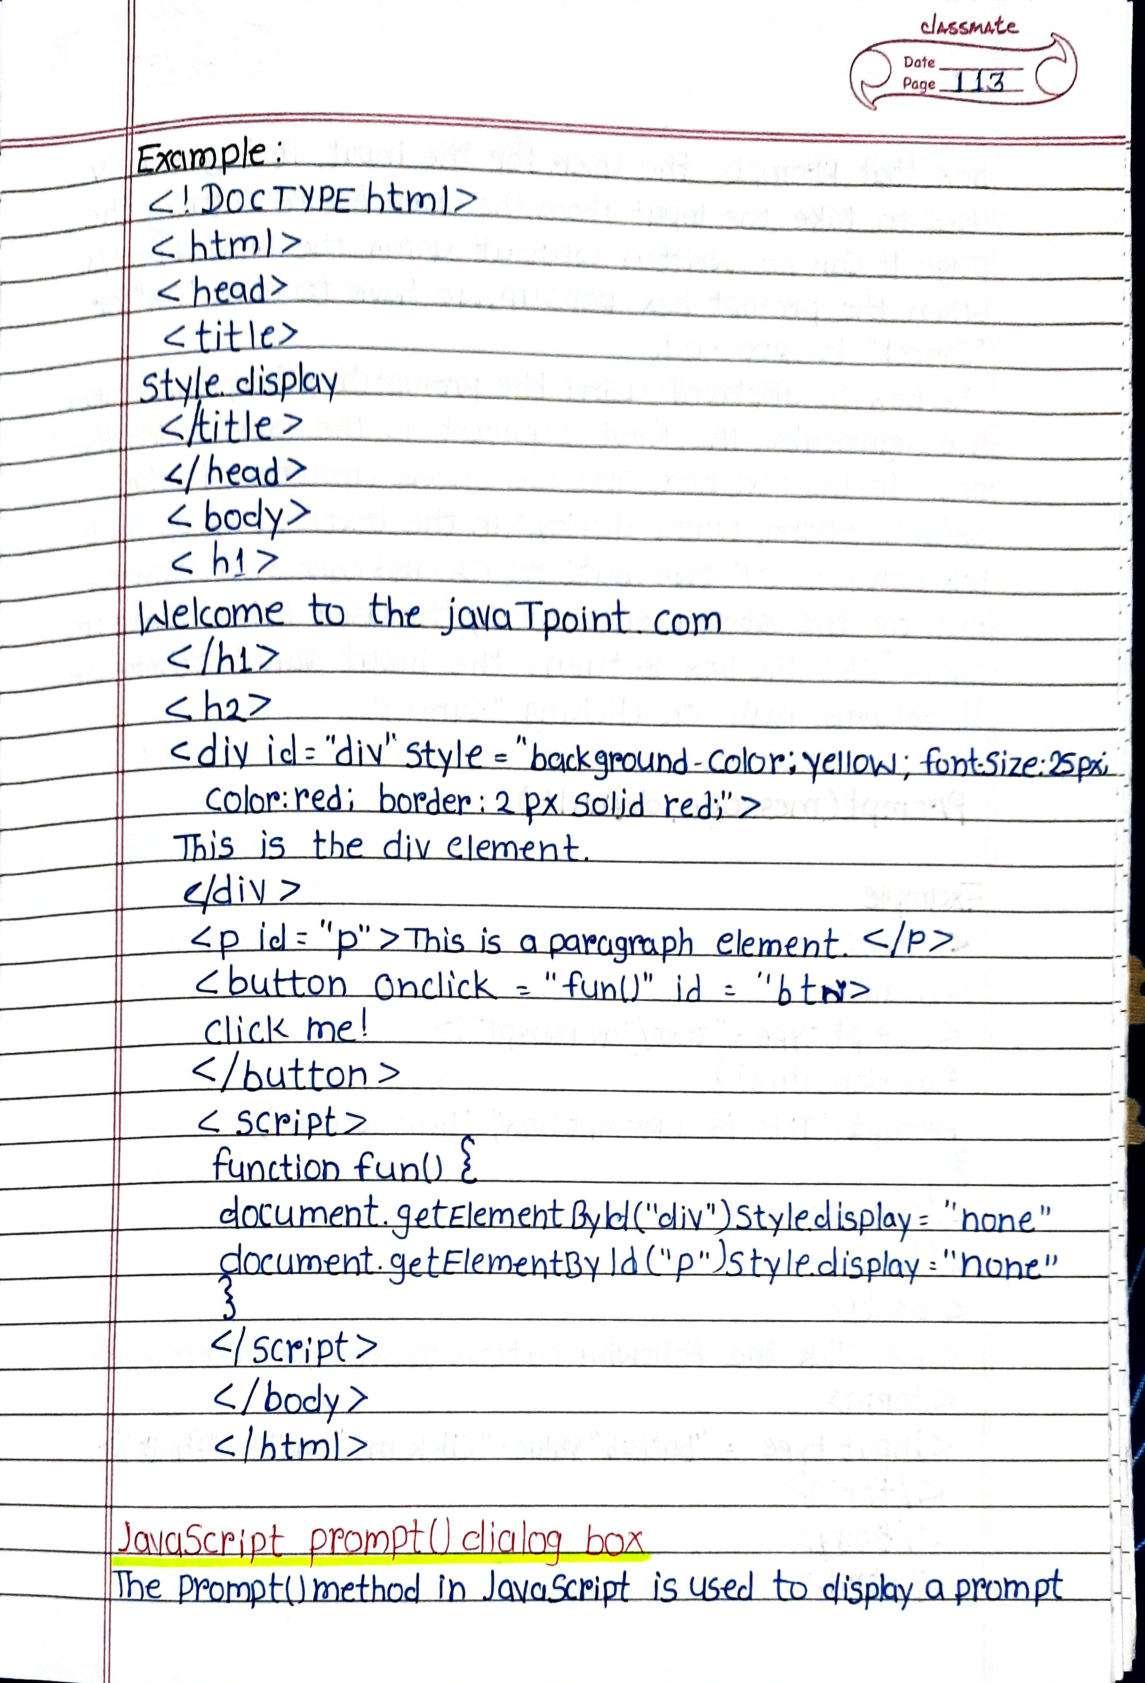 classmate
Date
Page 113
Example:
<!DOCTYPE html>
<html>
<head>
<title>
style.display
</title>
</head>
<body>
<h1>
Welcome to the javaTpoint.com
</h1>
<h2>
<div id="div" style="background-color:yellow; fontSize:25px;
color:red; border:2px solid red;">
This is the div element.
</div>
<p id="p">This is a paragraph element.</p>
<button onclick = "fun()" id = "btn>
click me!
</button>
<script>
function fun() {
document.getElementById("div")style.display = "none"
document.getElementById("p")style.display = "none"
}
</script>
</body>
</html>
JavaScript prompt() dialog box
The prompt() method in JavaScript is used to display a prompt